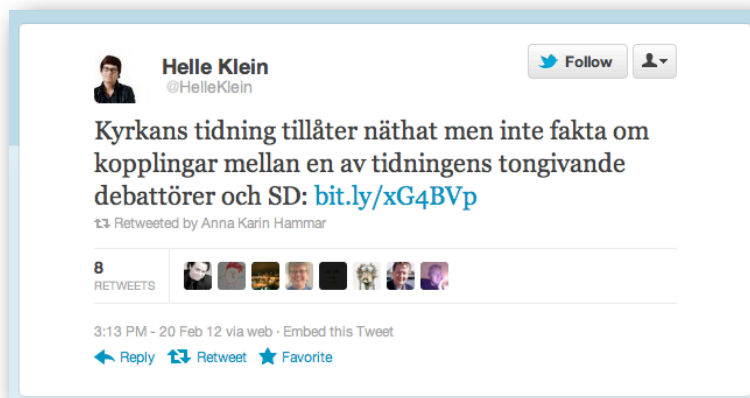 Helle Klein
@HelleKlein
Follow
Kyrkans tidning tillåter näthat men inte fakta om
kopplingar mellan en av tidningens tongivande
debattörer och SD: bit.ly/xG4BVp
Retweeted by Anna Karin Hammar
8
RETWEETS
3:13 PM - 20 Feb 12 via web · Embed this Tweet
Reply Retweet Favorite